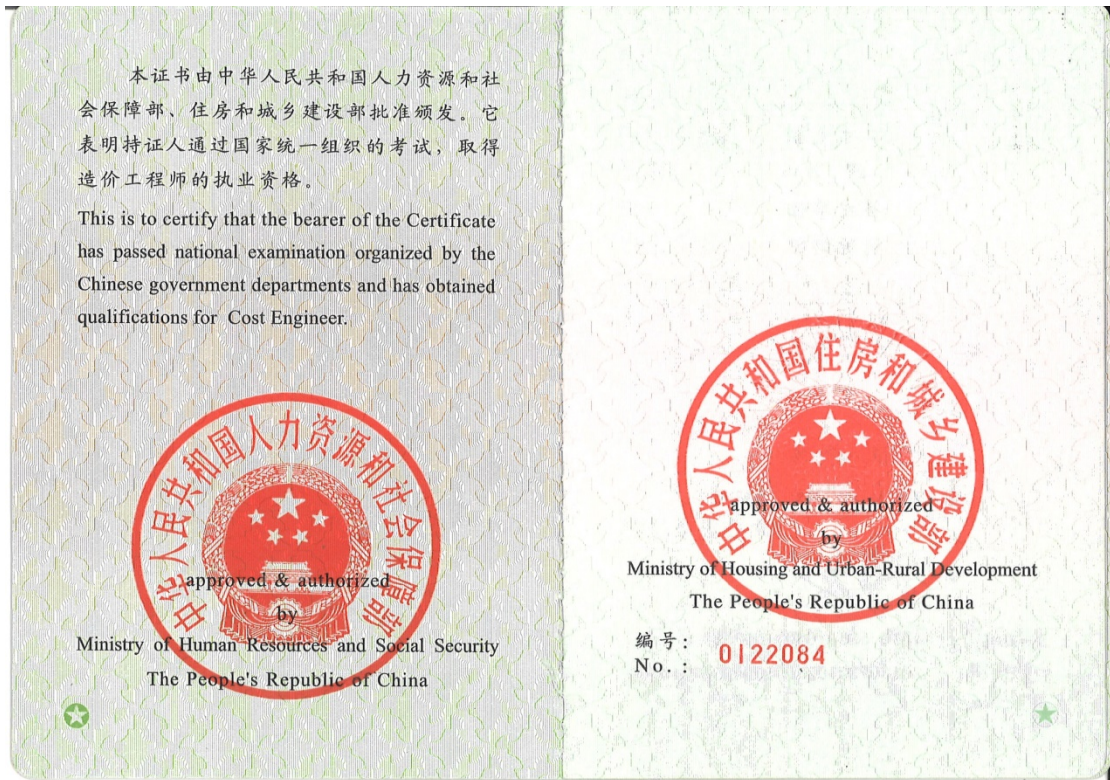 本证书由中华人民共和国人力资源和社
会保障部、住房和城乡建设部批准颁发。它
表明持证人通过国家统一组织的考试，取得
造价工程师的执业资格。
This is to certify that the bearer of the Certificate
has passed national examination organized by the
Chinese government departments and has obtained
qualifications for Cost Engineer.
中华人民共和国人力资源和社会保障部
approved & authorized
by
Ministry of Human Resources and Social Security
The People's Republic of China
中华人民共和国住房和城乡建设部
approved & authorized
by
Ministry of Housing and Urban-Rural Development
The People's Republic of China
编号：
No. : 0122084